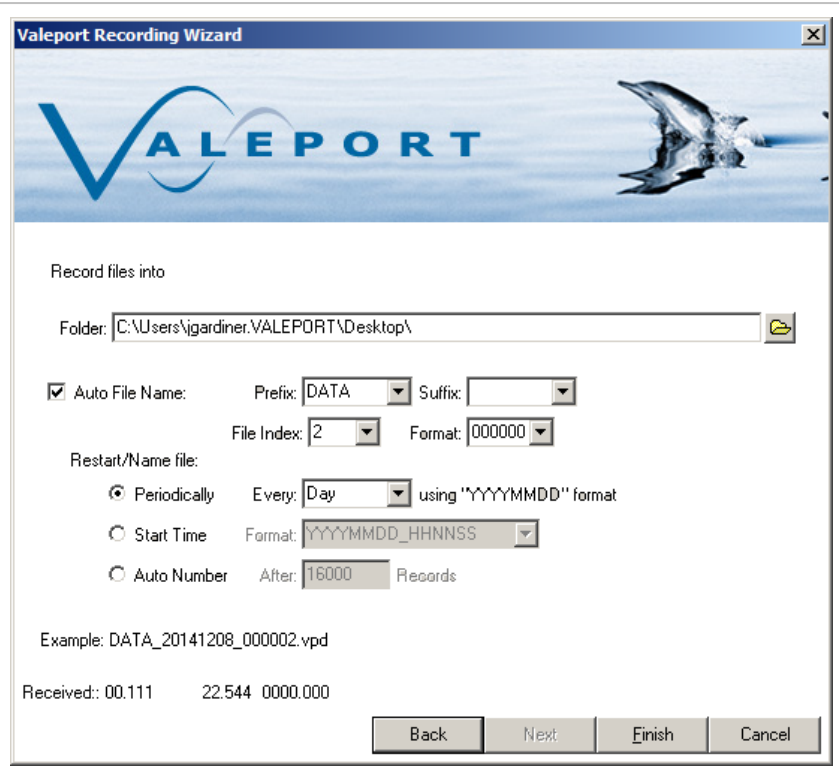 Valeport Recording Wizard
VALEPORT
Record files into
Folder: C:\Users\jgardiner.VALEPORT\Desktop\
Auto File Name: Prefix: DATA Suffix:
File Index: 2 Format: 000000
Restart/Name file:
Periodically Every: Day using "YYYYMMDD" format
Start Time Format: YYYYMMDD_HHNNSS
Auto Number After: 16000 Records
Example: DATA_20141208_000002.vpd
Received:: 00.111 22.544 0000.000
Back Next Finish Cancel